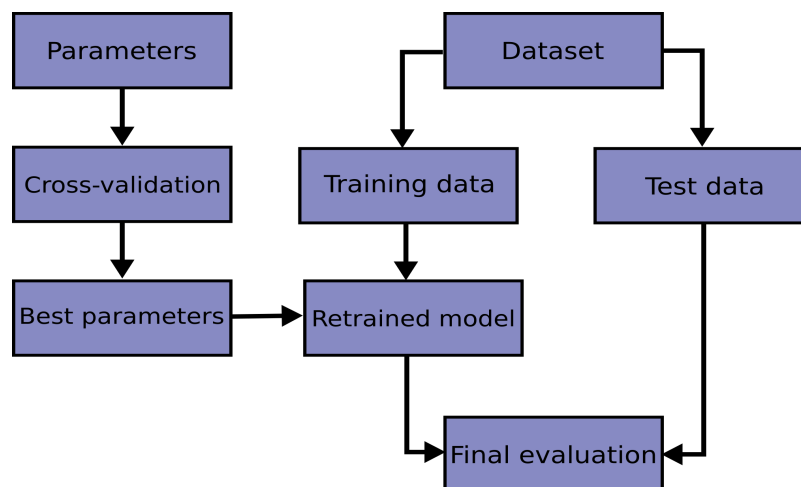 Parameters
Dataset
Cross-validation
Training data
Test data
Best parameters
Retrained model
Final evaluation